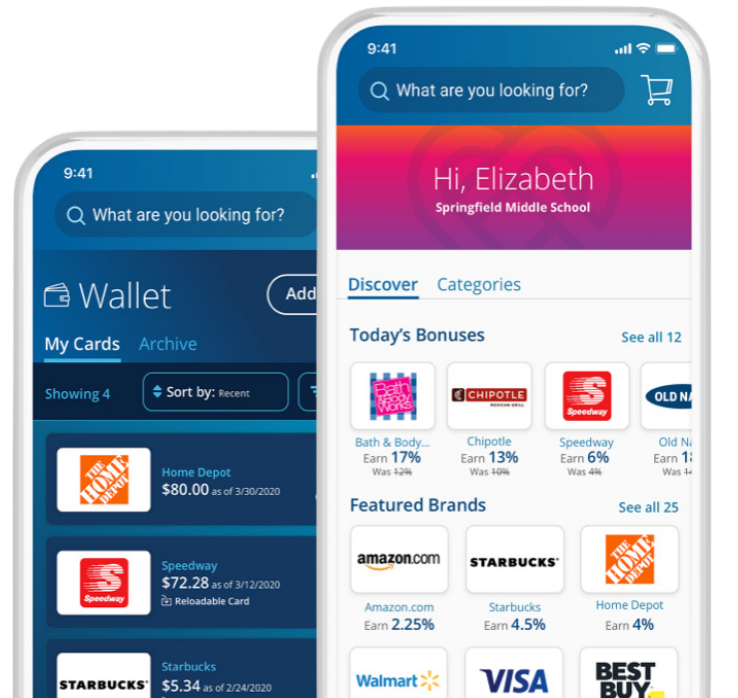 9:41
What are you looking for?
Wallet
Add
My Cards Archive
Showing 4
Sort by: Recent
THE HOME DEPOT
Home Depot
$80.00 as of 3/30/2020
Speedway
Speedway
$72.28 as of 3/12/2020
Reloadable Card
STARBUCKS
Starbucks
$5.34 as of 2/24/2020
9:41
What are you looking for?
Hi, Elizabeth
Springfield Middle School
Discover Categories
Today's Bonuses See all 12
Bath & Body Works
CHIPOTLE
MEXICAN GRILL
Speedway
OLD NA
Bath & Body... Chipotle Speedway Old Na
Earn 17% Earn 13% Earn 6% Earn 1
Was 12% Was 10% Was 4% Was
Featured Brands See all 25
amazon.com STARBUCKS THE HOME DEPOT
Amazon.com Starbucks Home Depot
Earn 2.25% Earn 4.5% Earn 4%
Walmart VISA BEST BUY